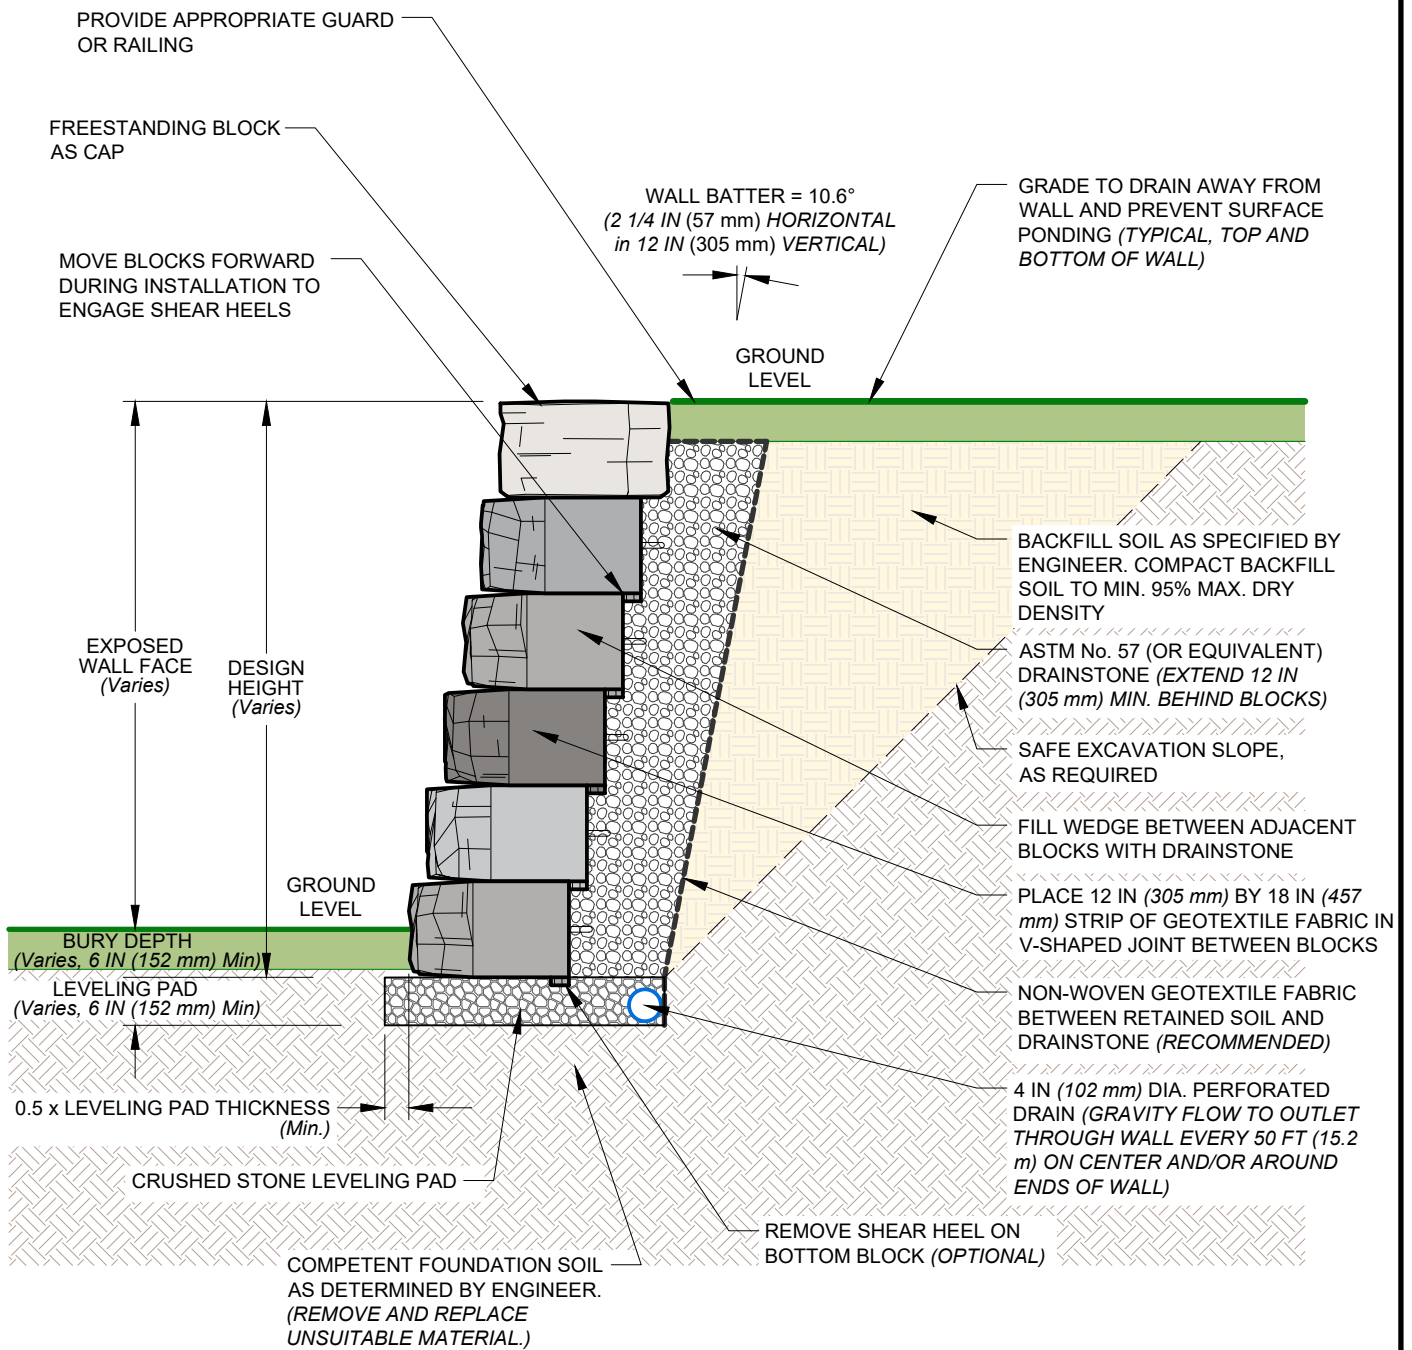 PROVIDE APPROPRIATE GUARD
OR RAILING
FREESTANDING BLOCK
AS CAP
MOVE BLOCKS FORWARD
DURING INSTALLATION TO
ENGAGE SHEAR HEELS
WALL BATTER = 10.6°
(2 1/4 IN (57 mm) HORIZONTAL
in 12 IN (305 mm) VERTICAL)
GRADE TO DRAIN AWAY FROM
WALL AND PREVENT SURFACE
PONDING (TYPICAL, TOP AND
BOTTOM OF WALL)
GROUND
LEVEL
BACKFILL SOIL AS SPECIFIED BY
ENGINEER. COMPACT BACKFILL
SOIL TO MIN. 95% MAX. DRY
DENSITY
ASTM No. 57 (OR EQUIVALENT)
DRAINSTONE (EXTEND 12 IN
(305 mm) MIN. BEHIND BLOCKS)
SAFE EXCAVATION SLOPE,
AS REQUIRED
FILL WEDGE BETWEEN ADJACENT
BLOCKS WITH DRAINSTONE
PLACE 12 IN (305 mm) BY 18 IN (457
mm) STRIP OF GEOTEXTILE FABRIC IN
V-SHAPED JOINT BETWEEN BLOCKS
NON-WOVEN GEOTEXTILE FABRIC
BETWEEN RETAINED SOIL AND
DRAINSTONE (RECOMMENDED)
4 IN (102 mm) DIA. PERFORATED
DRAIN (GRAVITY FLOW TO OUTLET
THROUGH WALL EVERY 50 FT (15.2
m) ON CENTER AND/OR AROUND
ENDS OF WALL)
EXPOSED
WALL FACE
(Varies)
DESIGN
HEIGHT
(Varies)
GROUND
LEVEL
BURY DEPTH
(Varies, 6 IN (152 mm) Min)
LEVELING PAD
(Varies, 6 IN (152 mm) Min)
0.5 x LEVELING PAD THICKNESS
(Min.)
CRUSHED STONE LEVELING PAD
REMOVE SHEAR HEEL ON
BOTTOM BLOCK (OPTIONAL)
COMPETENT FOUNDATION SOIL
AS DETERMINED BY ENGINEER.
(REMOVE AND REPLACE
UNSUITABLE MATERIAL.)